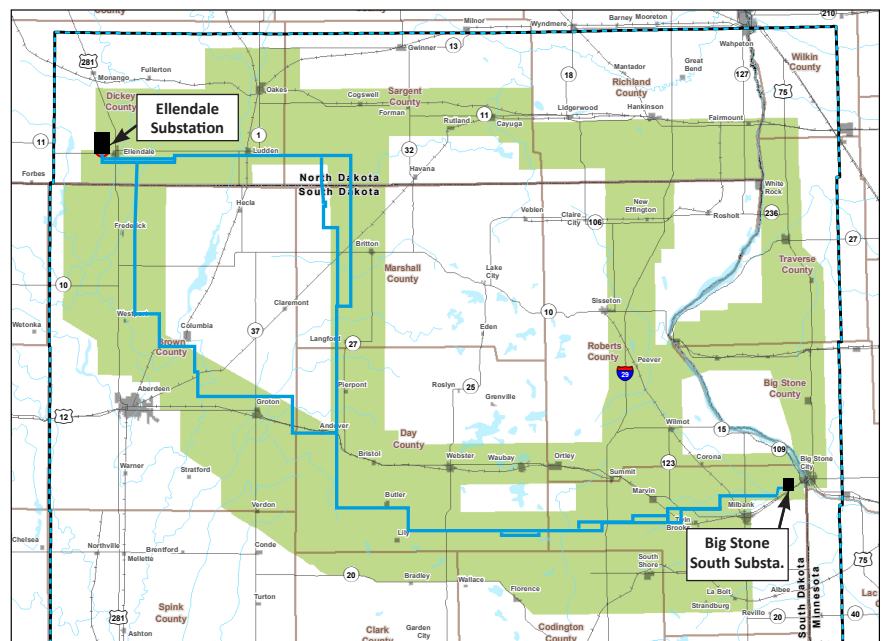 County
County
Milnor
Wyndmere
Barney
Mooreton
210
281
Gwinner
13
Wahpeton
Fullerton
Monango
18
Mantador
Great
Bend
127
Wilkin
County
Dickey
County
Oakes
Cogswell
Sargent
County
Richland
County
75
Ellendale
Substation
Forman
11
Rutland
Cayuga
Lidgerwood
Hankinson
Fairmount
11
Ellendale
1
Ludden
32
Forbes
Havana
North Dakota
South Dakota
White
Rock
Hecla
Veblen
Claire
City
106
New
Effington
Rosholt
236
Frederick
27
Britton
Traverse
County
Marshall
County
Lake
City
10
Claremont
10
Sisseton
Wetonka
Westport
Columbia
37
Eden
Langford
27
Roberts
County
Brown
County
Peever
29
Pierpont
Roslyn
25
Grenville
Big Stone
County
Aberdeen
12
Groton
Andover
Day
County
Wilmot
15
Bristol
Webster
Waubay
Ortley
109
Corona
Big Stone
City
123
Warner
Stratford
Summit
Marvin
Butler
Milbank
Verdon
Twin
Brooks
Lily
Big Stone
South Substa.
Chelsea
Northville
Mellette
Brentford
Conde
South
Shore
20
Bradley
Wallace
Florence
La Bolt
Albee
75
Strandburg
Turton
Revillo
20
Lac
Spink
County
281
Ashton
Clark
County
Garden
City
Codington
County
South Dakota
Minnesota
40